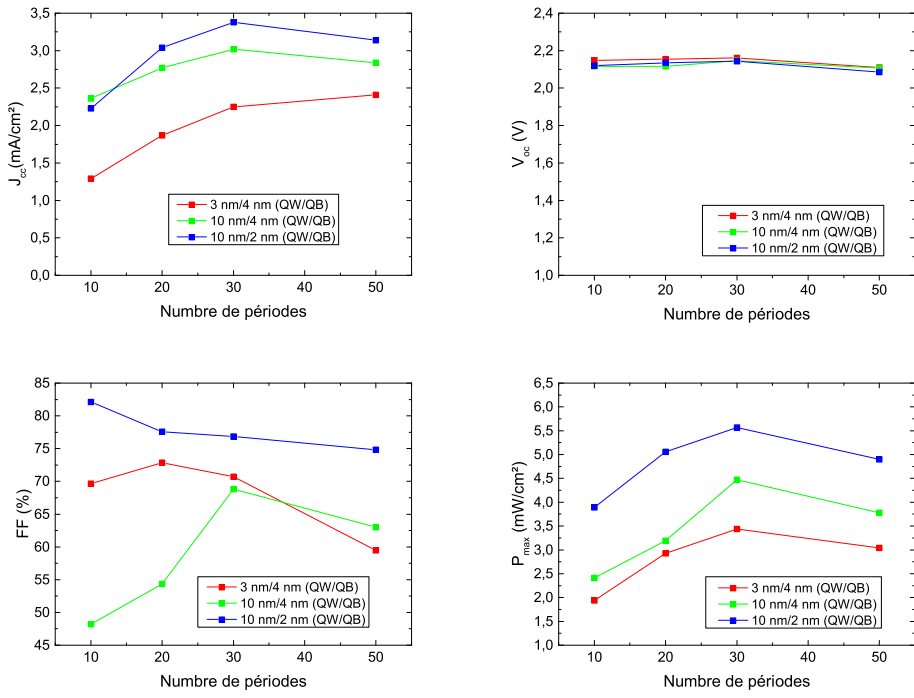 J_cc(mA/cm²)
3,5
3,0
2,5
2,0
1,5
1,0
0,5
0,0
3 nm/4 nm (QW/QB)
10 nm/4 nm (QW/QB)
10 nm/2 nm (QW/QB)
10 20 30 40 50
Nombre de périodes
V_oc (V)
2,4
2,2
2,0
1,8
1,6
1,4
1,2
1,0
3 nm/4 nm (QW/QB)
10 nm/4 nm (QW/QB)
10 nm/2 nm (QW/QB)
10 20 30 40 50
Nombre de périodes
FF (%)
85
80
75
70
65
60
55
50
45
3 nm/4 nm (QW/QB)
10 nm/4 nm (QW/QB)
10 nm/2 nm (QW/QB)
10 20 30 40 50
Nombre de périodes
P_max (mW/cm²)
6,5
6,0
5,5
5,0
4,5
4,0
3,5
3,0
2,5
2,0
1,5
1,0
3 nm/4 nm (QW/QB)
10 nm/4 nm (QW/QB)
10 nm/2 nm (QW/QB)
10 20 30 40 50
Nombre de périodes